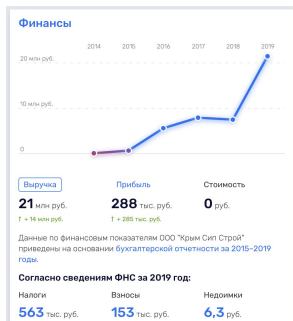 Финансы
2014 2015 2016 2017 2018 2019
20 млн руб.
10 млн руб.
0
Выручка Прибыль Стоимость
21 млн руб. 288 тыс. руб. 0 руб.
↑ + 14 млн руб. ↑ + 285 тыс. руб.
Данные по финансовым показателям ООО "Крым Сип Строй"
приведены на основании бухгалтерской отчетности за 2015–2019
годы.
Согласно сведениям ФНС за 2019 год:
Налоги Взносы Недоимки
563 тыс. руб. 153 тыс. руб. 6,3 руб.